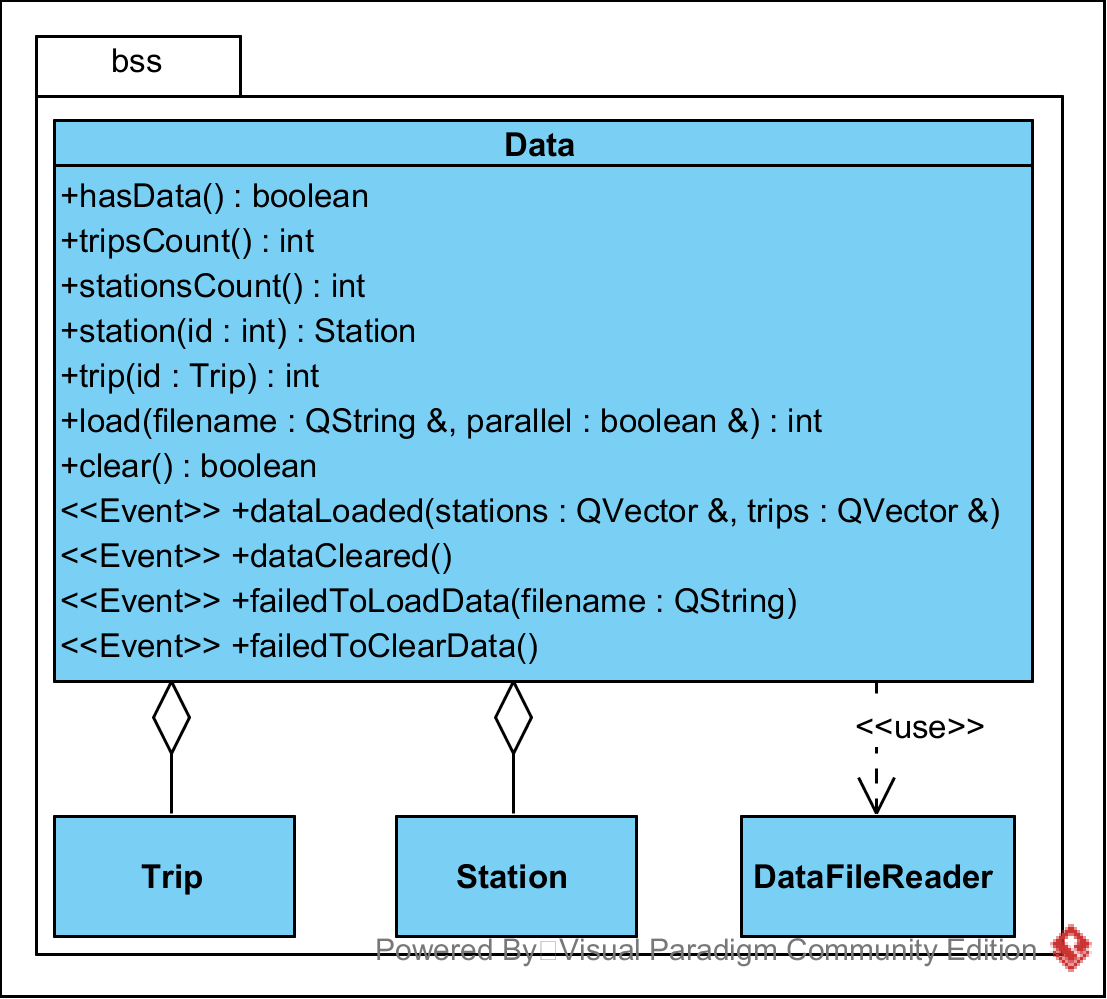 bss
Data
+hasData() : boolean
+tripsCount() : int
+stationsCount() : int
+station(id : int) : Station
+trip(id : Trip) : int
+load(filename : QString &, parallel : boolean &) : int
+clear() : boolean
<<Event>> +dataLoaded(stations : QVector &, trips : QVector &)
<<Event>> +dataCleared()
<<Event>> +failedToLoadData(filename : QString)
<<Event>> +failedToClearData()
<<use>>
Trip
Station
DataFileReader
Powered By Visual Paradigm Community Edition